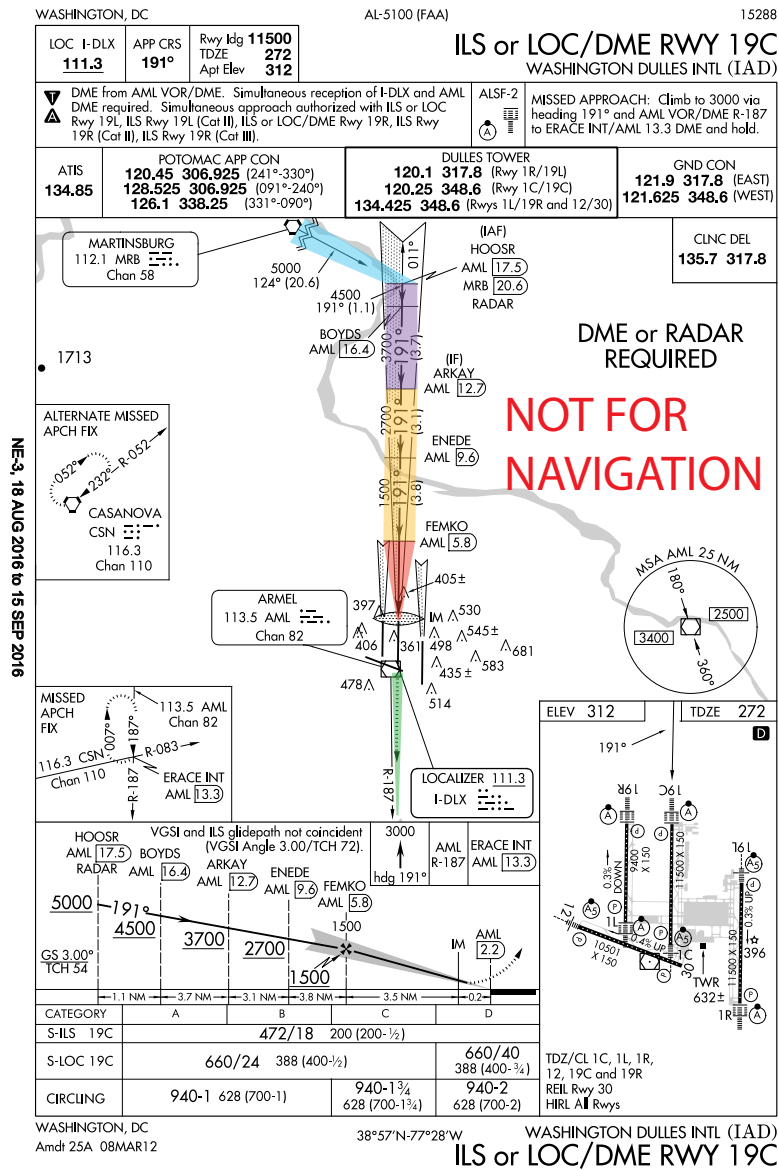 WASHINGTON, DC
AL-5100 (FAA)
15288
LOC I-DLX
111.3
APP CRS
191°
Rwy ldg 11500
TDZE 272
Apt Elev 312
ILS or LOC/DME RWY 19C
WASHINGTON DULLES INTL (IAD)
T
A
DME from AML VOR/DME. Simultaneous reception of I-DLX and AML
DME required. Simultaneous approach authorized with ILS or LOC
Rwy 19L, ILS Rwy 19L (Cat II), ILS or LOC/DME Rwy 19R, ILS Rwy
19R (Cat II), ILS Rwy 19R (Cat III).
ALSF-2
A
MISSED APPROACH: Climb to 3000 via
heading 191° and AML VOR/DME R-187
to ERACE INT/AML 13.3 DME and hold.
ATIS
134.85
POTOMAC APP CON
120.45 306.925 (241°-330°)
128.525 306.925 (091°-240°)
126.1 338.25 (331°-090°)
DULLES TOWER
120.1 317.8 (Rwy 1R/19L)
120.25 348.6 (Rwy 1C/19C)
134.425 348.6 (Rwys 1L/19R and 12/30)
GND CON
121.9 317.8 (EAST)
121.625 348.6 (WEST)
CLNC DEL
135.7 317.8
MARTINSBURG
112.1 MRB
Chan 58
5000
124° (20.6)
011°
(IAF)
HOOSR
AML 17.5
MRB 20.6
RADAR
4500
191° (1.1)
BOYDS
AML 16.4
3700
191°
(3.7)
DME or RADAR
REQUIRED
1713
(IF)
ARKAY
AML 12.7
NOT FOR
NAVIGATION
2700
191°
(3.1)
ENEDE
AML 9.6
1500
191°
(3.8)
FEMKO
AML 5.8
ALTERNATE MISSED
APCH FIX
052°
232°
R-052
CASANOVA
CSN
116.3
Chan 110
NE-3, 18 AUG 2016 to 15 SEP 2016
405±
ARMEL
113.5 AML
Chan 82
397
IM
530
406
361
498
545±
681
435±
583
478
514
MSA AML 25 NM
180°
2500
3400
360°
MISSED
APCH
FIX
113.5 AML
Chan 82
007°
187°
116.3 CSN
Chan 110
R-083
R-187
ERACE INT
AML 13.3
R-187
LOCALIZER 111.3
I-DLX
ELEV 312
TDZE 272
D
191°
19R
19C
19L
A
A
A5
P
P
P
0.3%
DOWN
9400
X 150
11500 X 150
11500 X 150
0.3% UP
12
A5
P
1L
A
0.4% UP
P
P
10501
X 150
1C
30
A5
P
TWR
632±
396
1R
P
A
TDZ/CL 1C, 1L, 1R,
12, 19C and 19R
REIL Rwy 30
HIRL All Rwys
HOOSR
AML 17.5
RADAR
BOYDS
AML 16.4
ARKAY
AML 12.7
ENEDE
AML 9.6
FEMKO
AML 5.8
VGSI and ILS glidepath not coincident
(VGSI Angle 3.00/TCH 72).
3000
hdg 191°
AML
R-187
ERACE INT
AML 13.3
5000
191°
4500
3700
2700
1500
1500
IM
AML
2.2
GS 3.00°
TCH 54
1.1 NM
3.7 NM
3.1 NM
3.8 NM
3.5 NM
0.2
CATEGORY
A
B
C
D
S-ILS 19C
472/18 200 (200-½)
S-LOC 19C
660/24 388 (400-½)
660/40
388 (400-¾)
CIRCLING
940-1 628 (700-1)
940-1¾
628 (700-1¾)
940-2
628 (700-2)
WASHINGTON, DC
Amdt 25A 08MAR12
38°57'N-77°28'W
WASHINGTON DULLES INTL (IAD)
ILS or LOC/DME RWY 19C